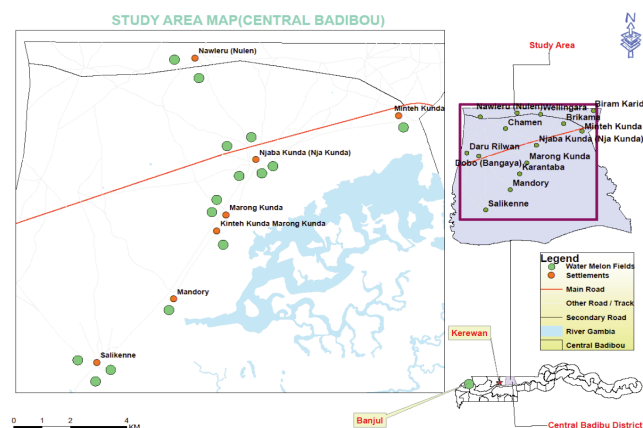 STUDY AREA MAP(CENTRAL BADIBOU)
N
Study Area
Nawleru (Nulen)
Minteh Kunda
Njaba Kunda (Nja Kunda)
Marong Kunda
Kinteh Kunda Marong Kunda
Mandory
Salikenne
0 1 2 4
KM
Biram Karid
Nawleru (Nulen)
Wellingara
Brikama
Chamen
Minteh Kunda
Njaba Kunda (Nja Kunda)
Daru Rilwan
Dobo (Bangaya)
Marong Kunda
Karantaba
Mandory
Salikenne
Legend
Water Melon Fields
Settlements
Main Road
Other Road / Track
Secondary Road
River Gambia
Central Badibou
Kerewan
Banjul
Central Badibu District